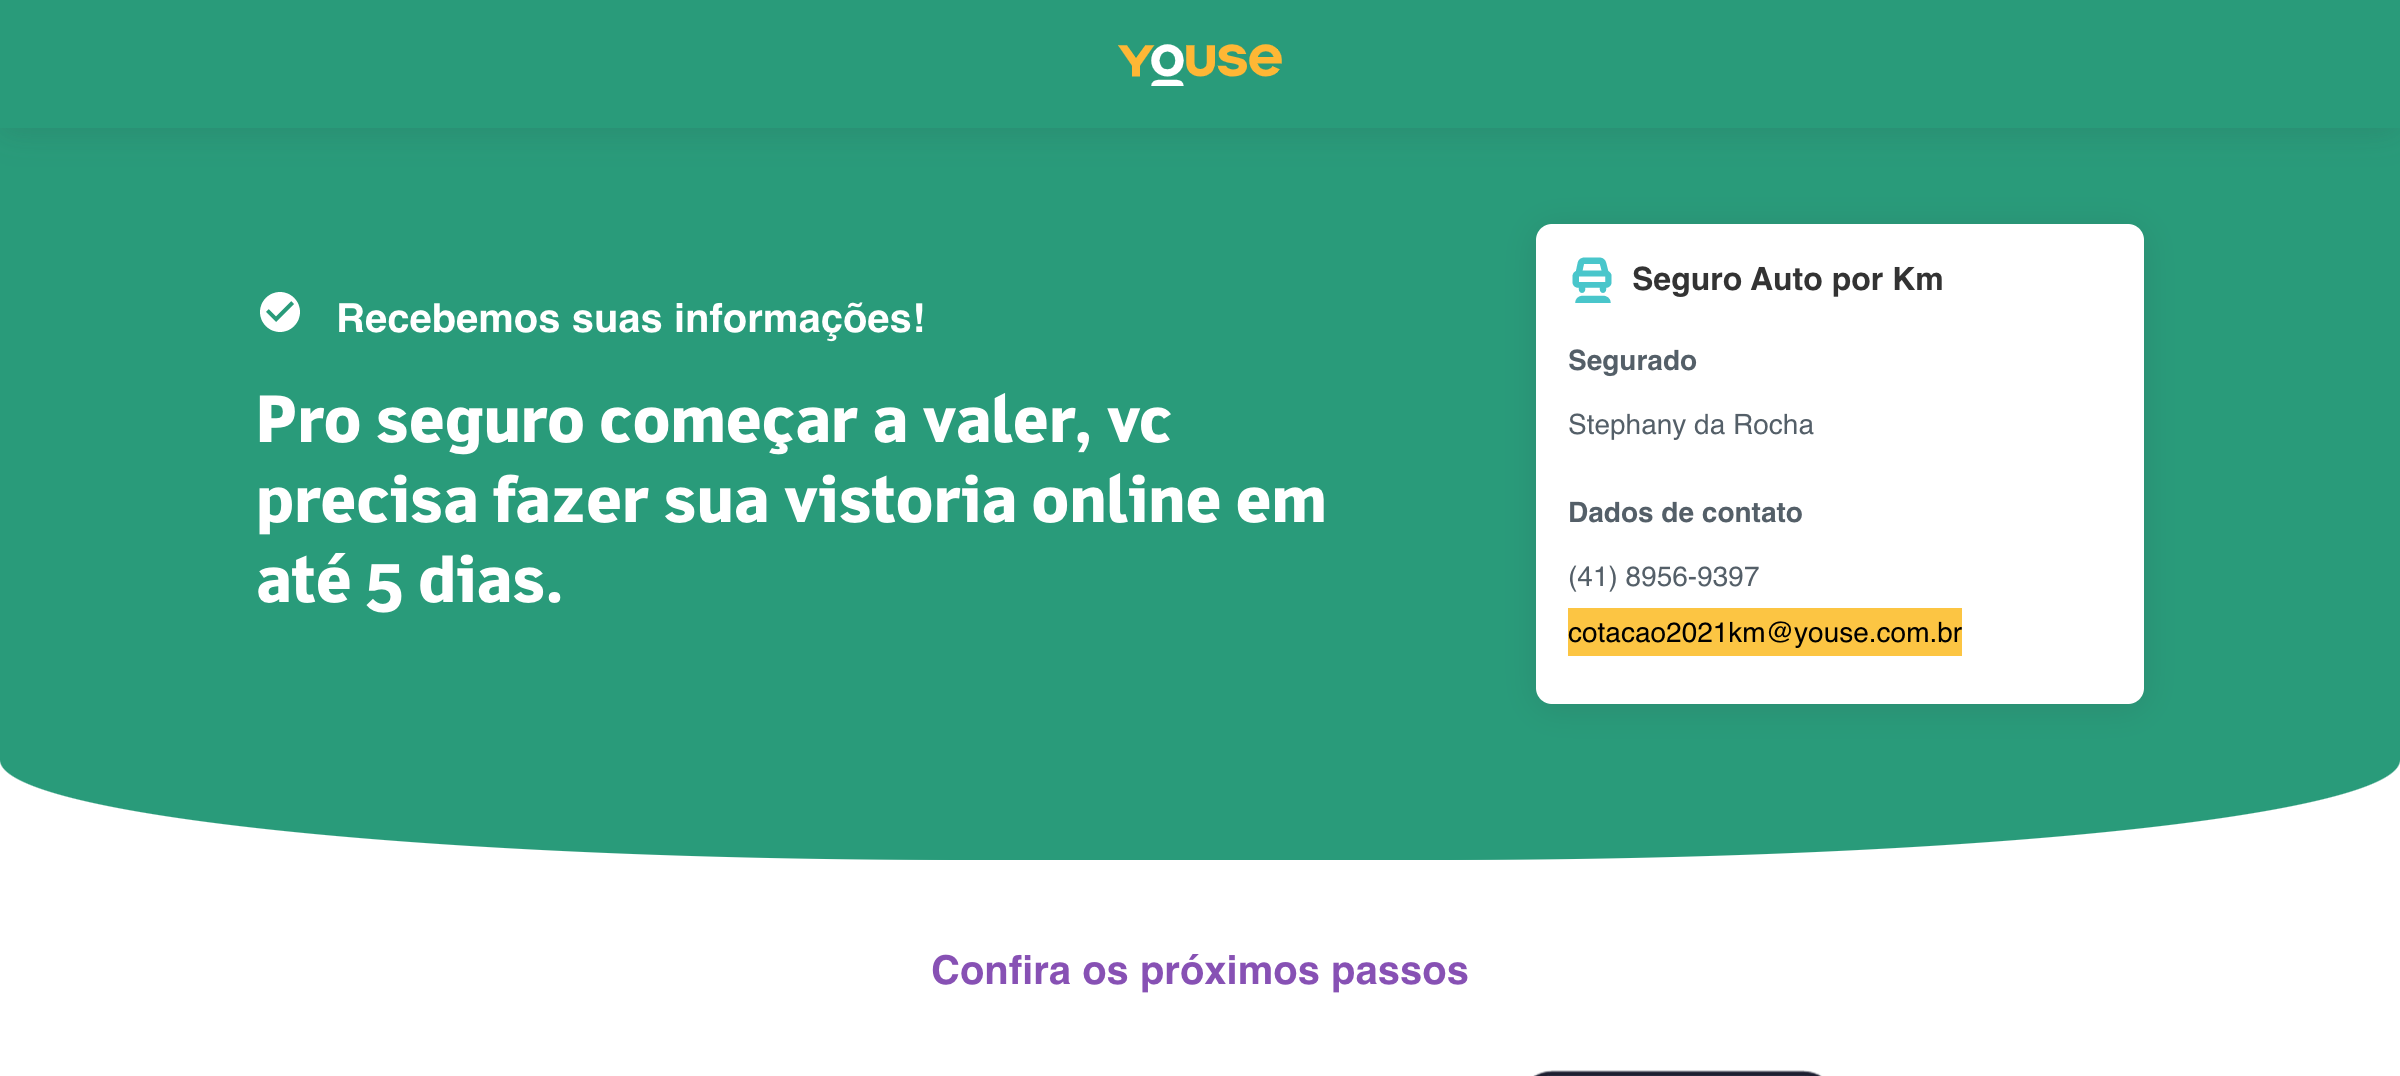 Youse
Recebemos suas informações!
Pro seguro começar a valer, vc
precisa fazer sua vistoria online em
até 5 dias.
Seguro Auto por Km
Segurado
Stephany da Rocha
Dados de contato
(41) 8956-9397
cotacao2021km@youse.com.br
Confira os próximos passos